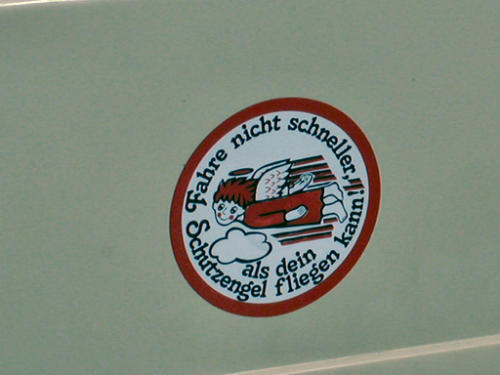 Fahre nicht schneller,
als dein
Schutzengel fliegen kann!